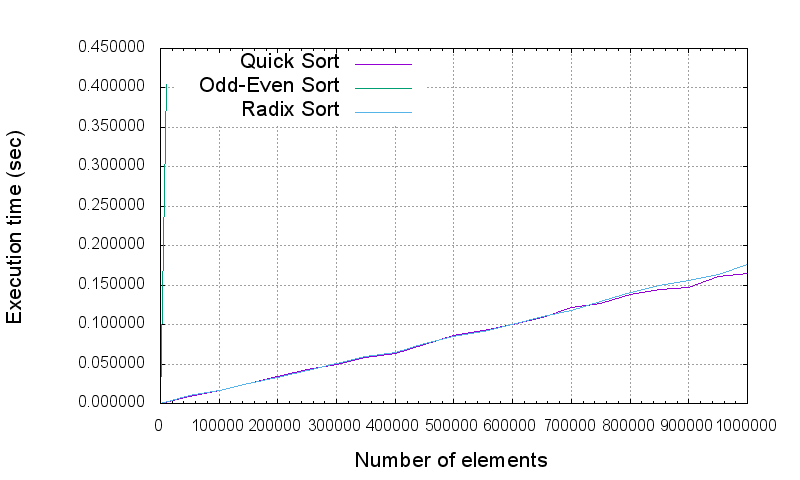 0.450000
0.400000
0.350000
0.300000
0.250000
0.200000
0.150000
0.100000
0.050000
0.000000
Execution time (sec)
Quick Sort
Odd-Even Sort
Radix Sort
0 100000 200000 300000 400000 500000 600000 700000 800000 900000 1000000
Number of elements